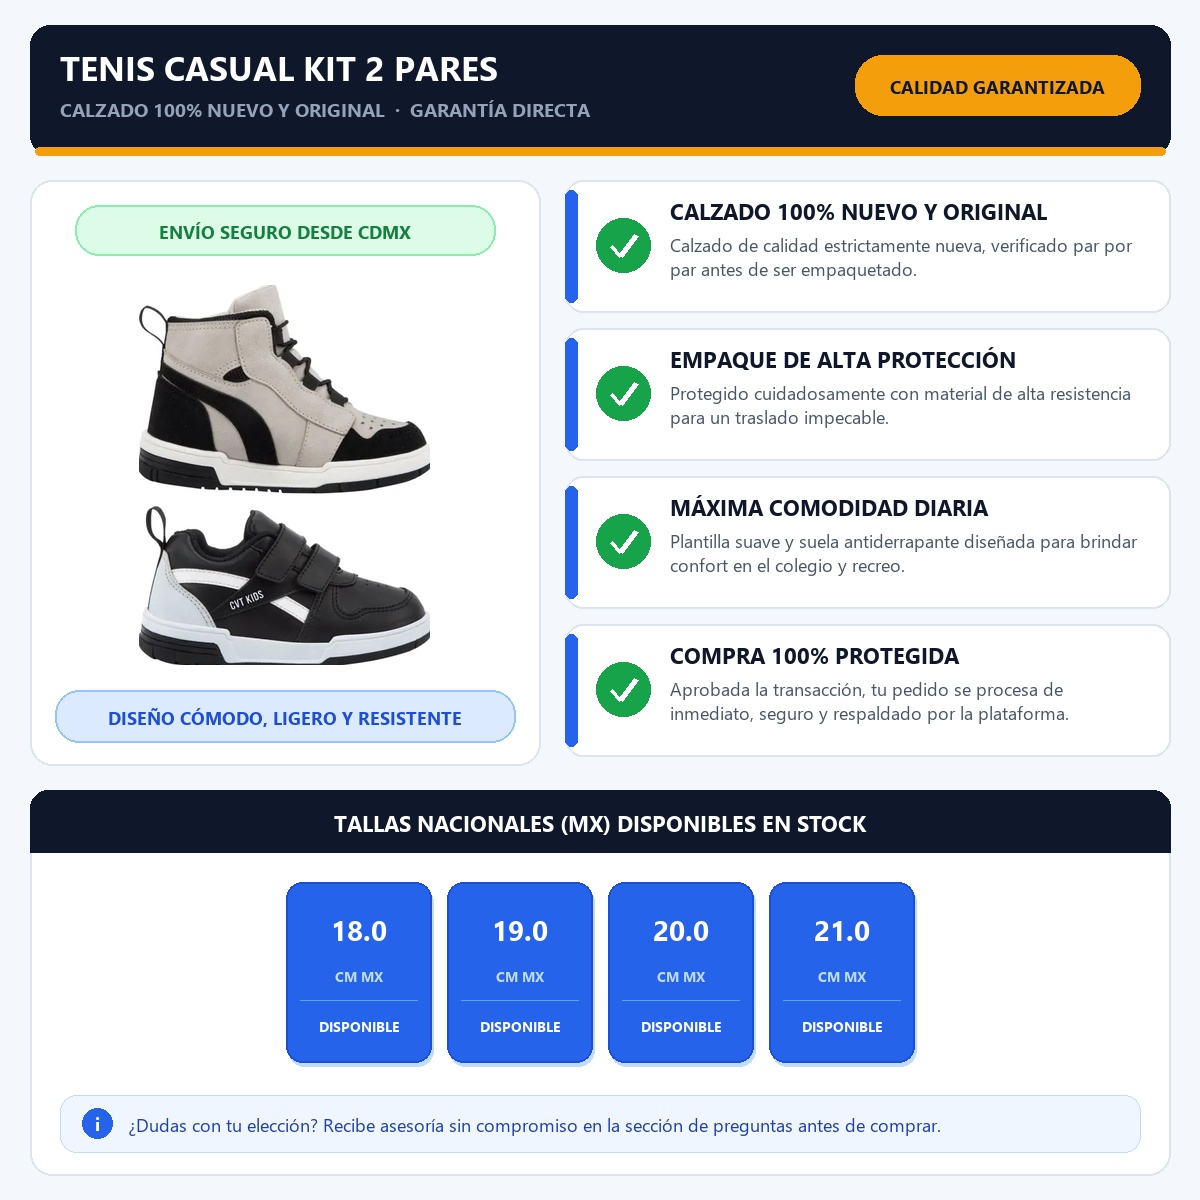 TENIS CASUAL KIT 2 PARES
CALZADO 100% NUEVO Y ORIGINAL · GARANTÍA DIRECTA
CALIDAD GARANTIZADA
ENVÍO SEGURO DESDE CDMX
CVT KIDS
DISEÑO CÓMODO, LIGERO Y RESISTENTE
CALZADO 100% NUEVO Y ORIGINAL
Calzado de calidad estrictamente nueva, verificado par por
par antes de ser empaquetado.
EMPAQUE DE ALTA PROTECCIÓN
Protegido cuidadosamente con material de alta resistencia
para un traslado impecable.
MÁXIMA COMODIDAD DIARIA
Plantilla suave y suela antiderrapante diseñada para brindar
confort en el colegio y recreo.
COMPRA 100% PROTEGIDA
Aprobada la transacción, tu pedido se procesa de
inmediato, seguro y respaldado por la plataforma.
TALLAS NACIONALES (MX) DISPONIBLES EN STOCK
18.0
CM MX
DISPONIBLE
19.0
CM MX
DISPONIBLE
20.0
CM MX
DISPONIBLE
21.0
CM MX
DISPONIBLE
¿Dudas con tu elección? Recibe asesoría sin compromiso en la sección de preguntas antes de comprar.